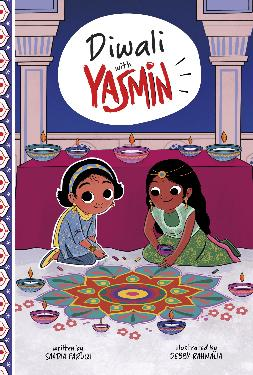 Diwali
with
YASMIN
written by
SAADIA FARUQI
illustrated by
DEBBY RAHMALIA